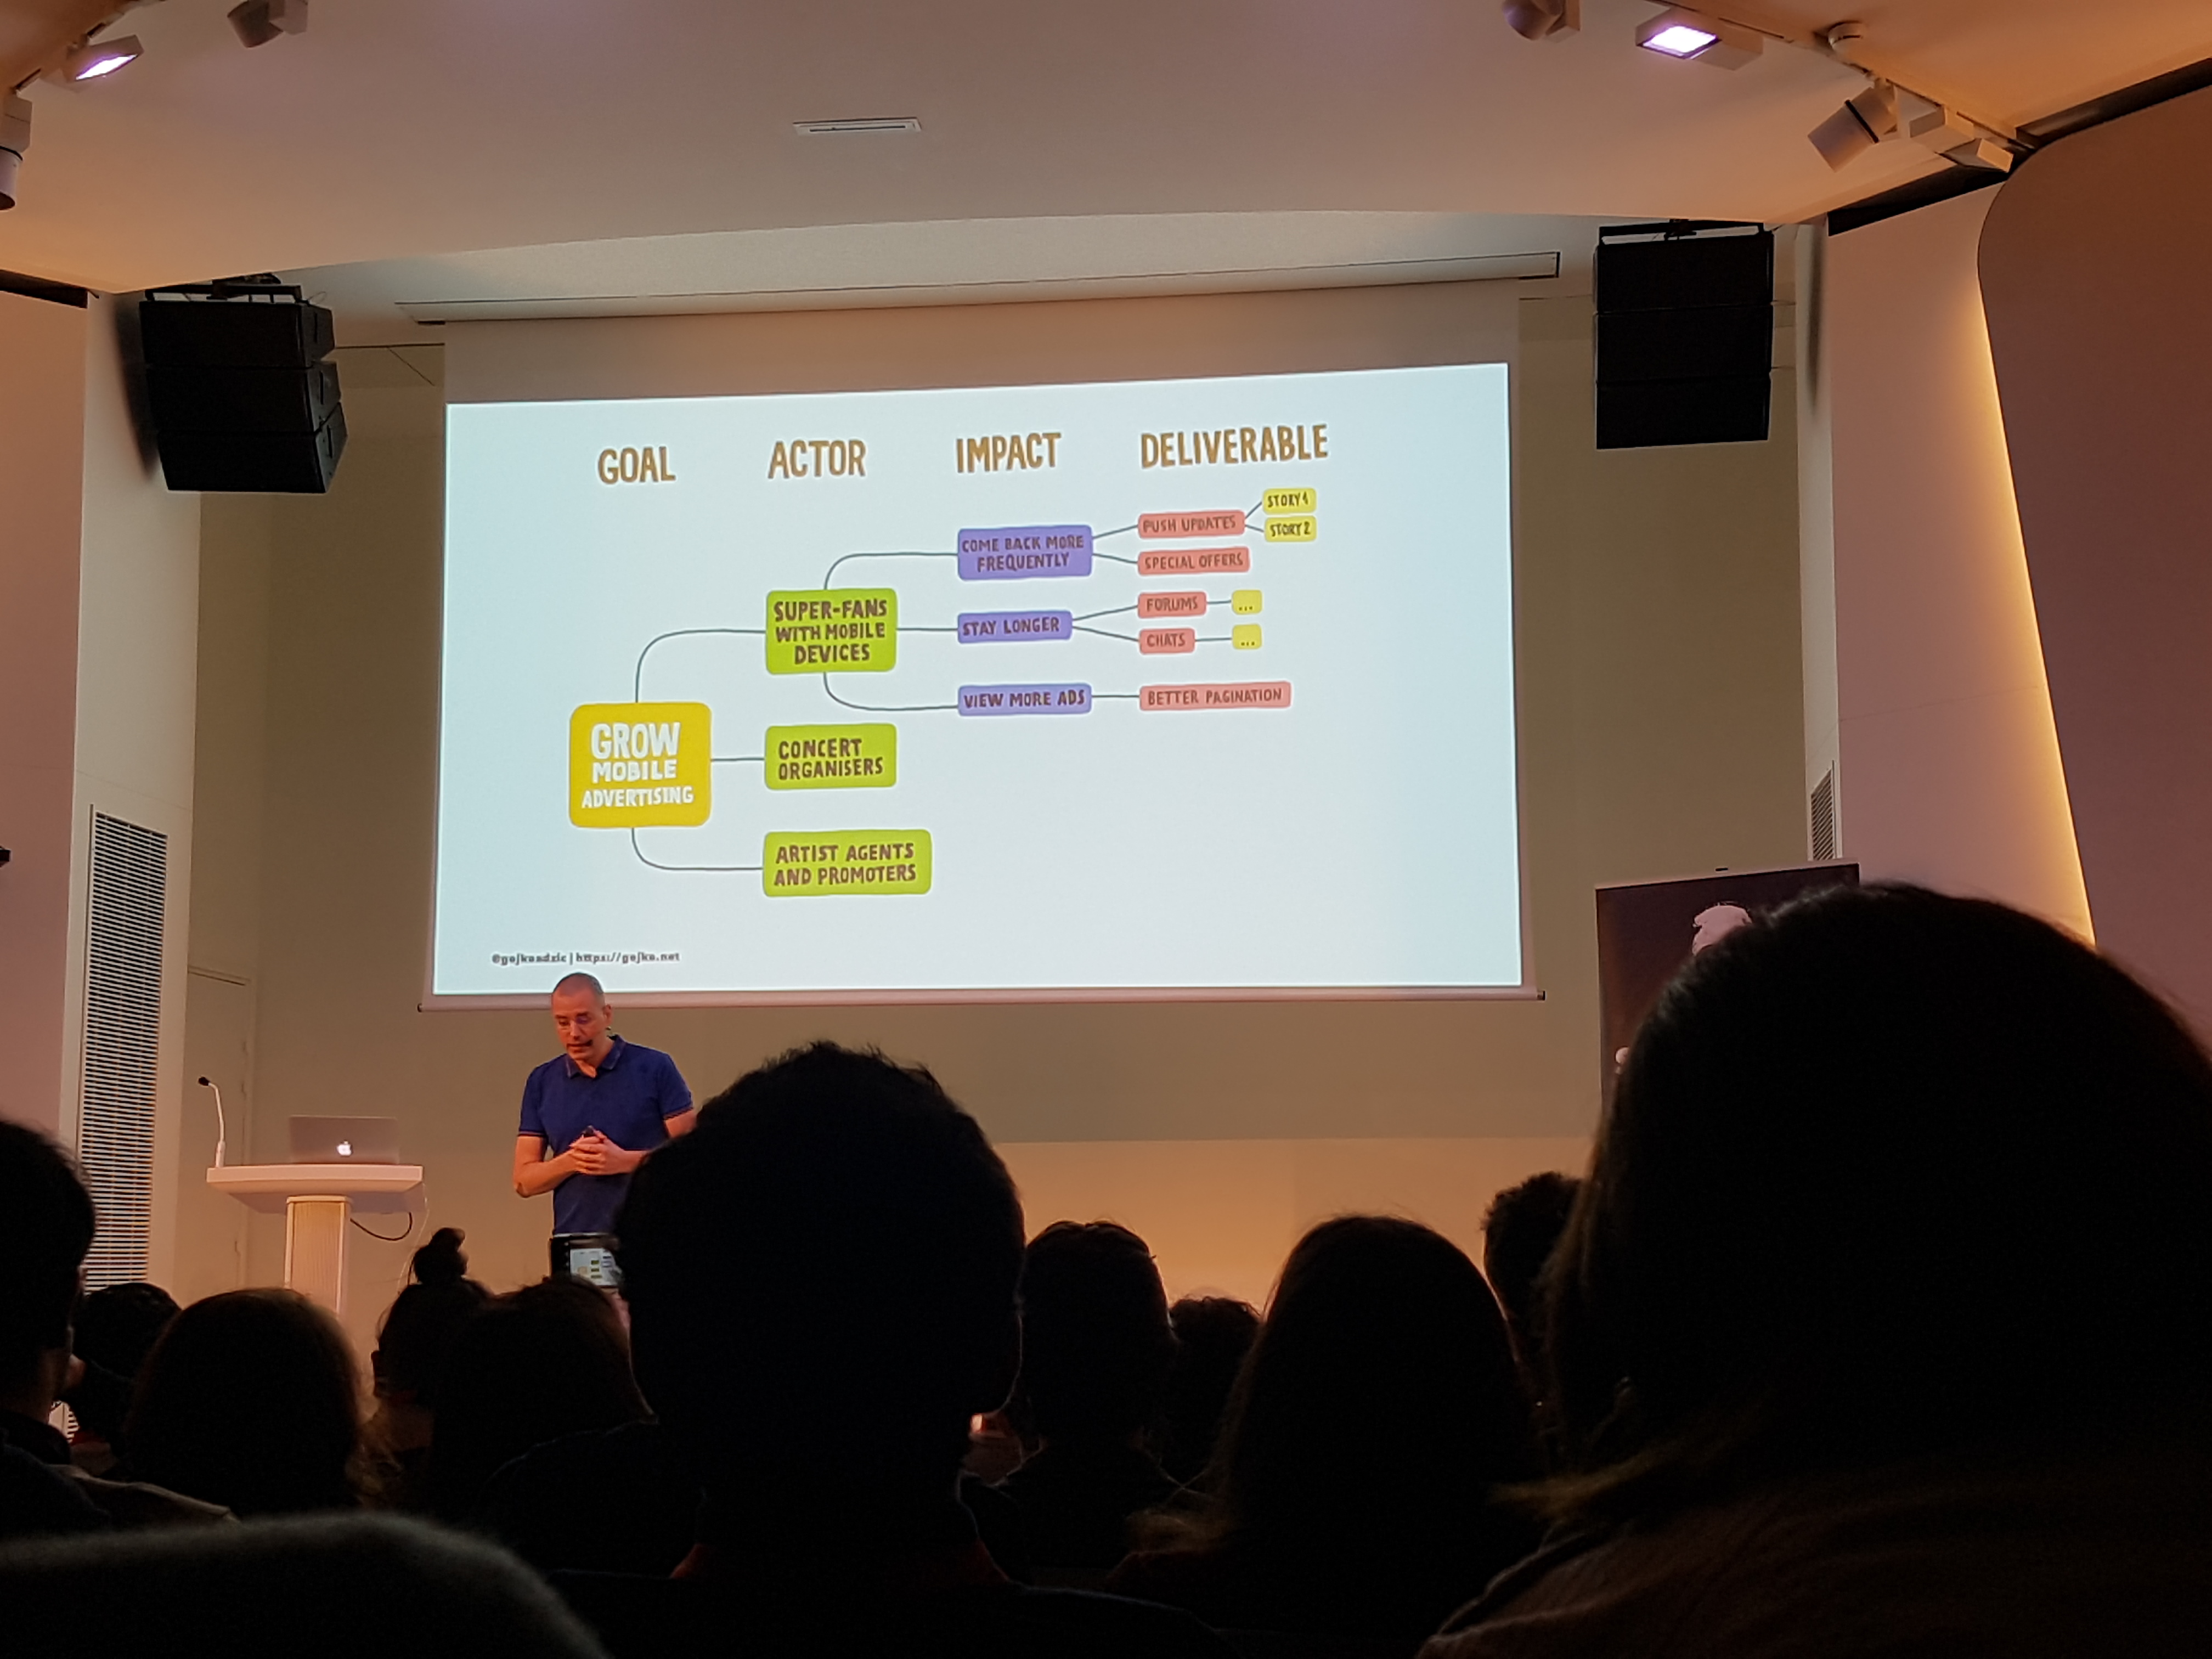 GOAL ACTOR IMPACT DELIVERABLE
STORY 1
PUSH UPDATES
STORY 2
COME BACK MORE
FREQUENTLY
SPECIAL OFFERS
SUPER-FANS
WITH MOBILE
DEVICES
STAY LONGER
FORUMS
...
CHATS
...
VIEW MORE ADS
BETTER PAGINATION
GROW
MOBILE
ADVERTISING
CONCERT
ORGANISERS
ARTIST AGENTS
AND PROMOTERS
@gojkoadzic | https://gojko.net